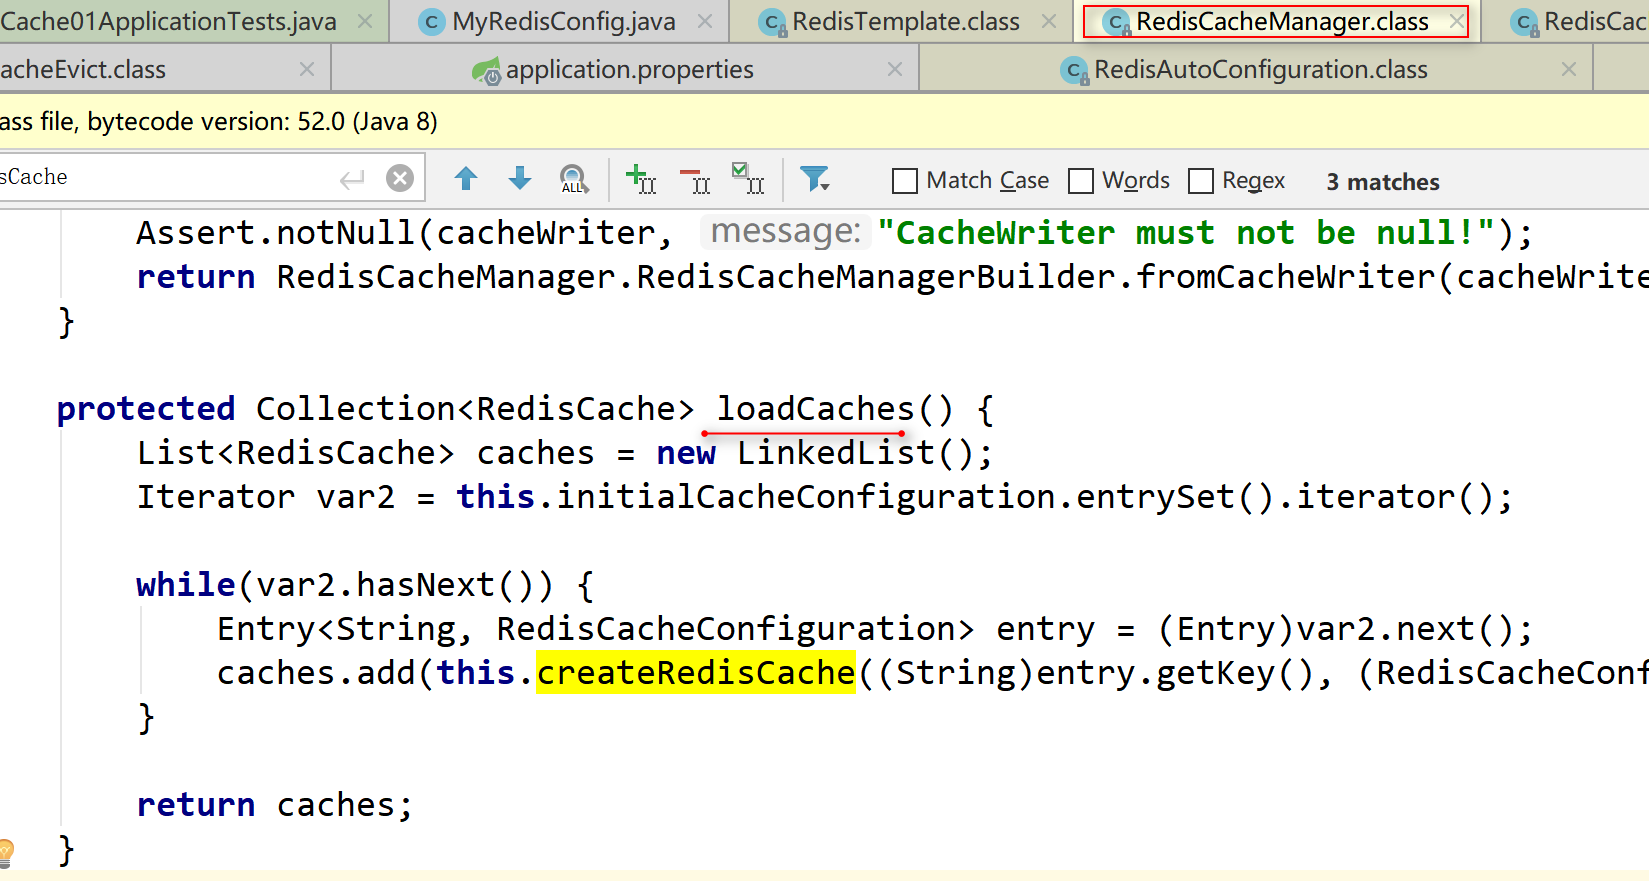 Cache01ApplicationTests.java MyRedisConfig.java RedisTemplate.class RedisCacheManager.class RedisCac
acheEvict.class application.properties RedisAutoConfiguration.class
ass file, bytecode version: 52.0 (Java 8)
sCache ALL Match Case Words Regex 3 matches
Assert.notNull(cacheWriter, message: "CacheWriter must not be null!");
return RedisCacheManager.RedisCacheManagerBuilder.fromCacheWriter(cacheWrite
}
protected Collection<RedisCache> loadCaches() {
List<RedisCache> caches = new LinkedList();
Iterator var2 = this.initialCacheConfiguration.entrySet().iterator();
while(var2.hasNext()) {
Entry<String, RedisCacheConfiguration> entry = (Entry)var2.next();
caches.add(this.createRedisCache((String)entry.getKey(), (RedisCacheConf
}
return caches;
}